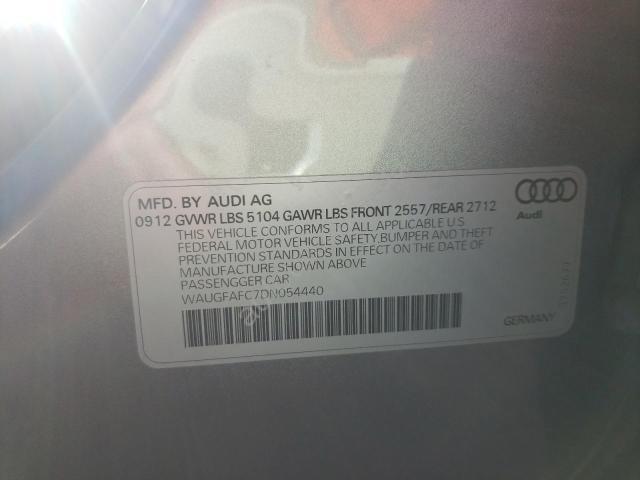 MFD. BY AUDI AG
0912 GVWR LBS 5104 GAWR LBS FRONT 2557/REAR 2712
THIS VEHICLE CONFORMS TO ALL APPLICABLE U.S.
FEDERAL MOTOR VEHICLE SAFETY,BUMPER AND THEFT
PREVENTION STANDARDS IN EFFECT ON THE DATE OF
MANUFACTURE SHOWN ABOVE
PASSENGGER CAR
WAUGFAFC7DN054440
Audi
GERMANY